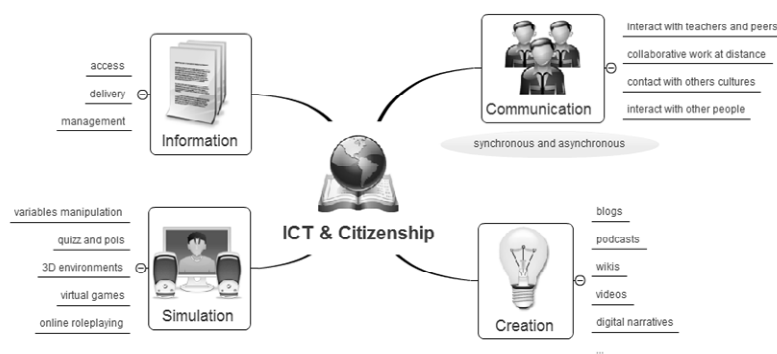 access
delivery
management
Information
interact with teachers and peers
collaborative work at distance
contact with others cultures
interact with other people
Communication
synchronous and asynchronous
ICT & Citizenship
variables manipulation
quizz and pols
3D environments
virtual games
online roleplaying
Simulation
blogs
podcasts
wikis
videos
digital narratives
...
Creation